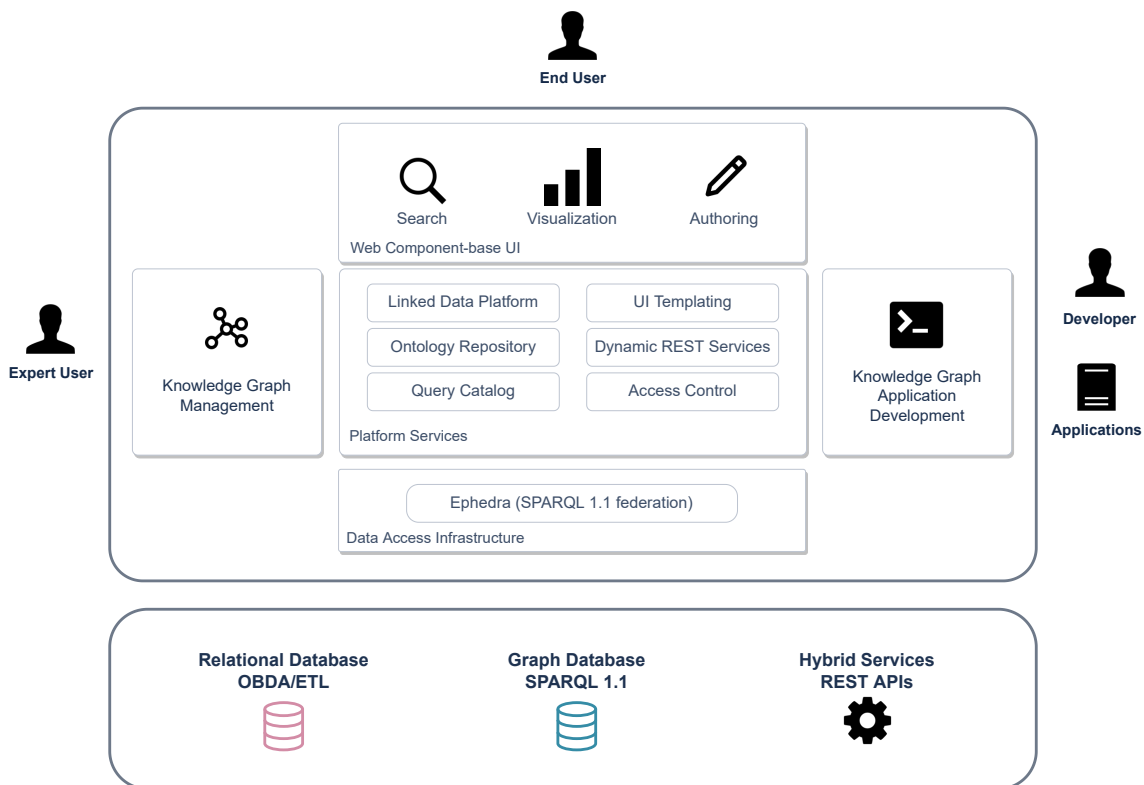 End User
Search
Visualization
Authoring
Web Component-base UI
Linked Data Platform
UI Templating
Ontology Repository
Dynamic REST Services
Query Catalog
Access Control
Platform Services
Expert User
Knowledge Graph
Management
Knowledge Graph
Application
Development
Developer
Applications
Ephedra (SPARQL 1.1 federation)
Data Access Infrastructure
Relational Database
OBDA/ETL
Graph Database
SPARQL 1.1
Hybrid Services
REST APIs